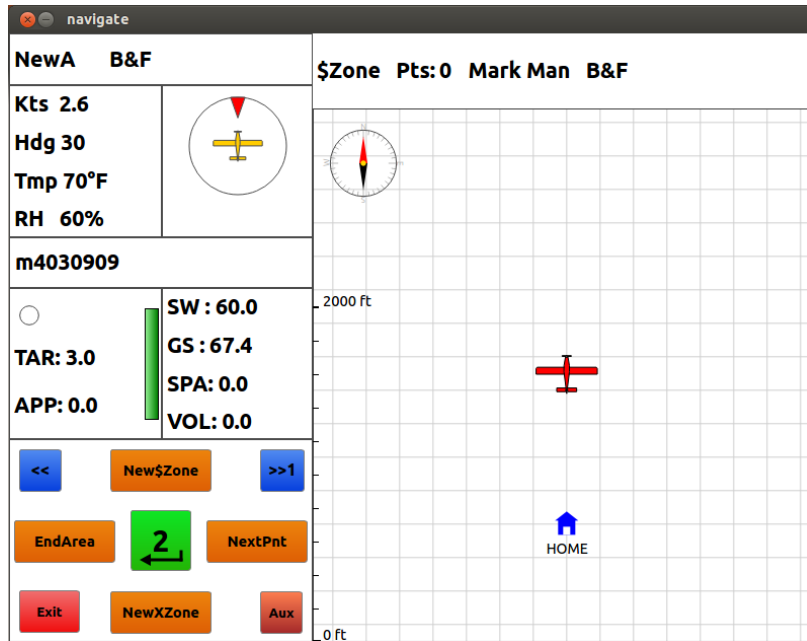 navigate
NewA B&F
Kts 2.6
Hdg 30
Tmp 70°F
RH 60%
m4030909
TAR: 3.0
APP: 0.0
SW : 60.0
GS : 67.4
SPA: 0.0
VOL: 0.0
<< New$Zone >>1
EndArea 2 NextPnt
Exit NewXZone Aux
$Zone Pts: 0 Mark Man B&F
2000 ft
HOME
0 ft